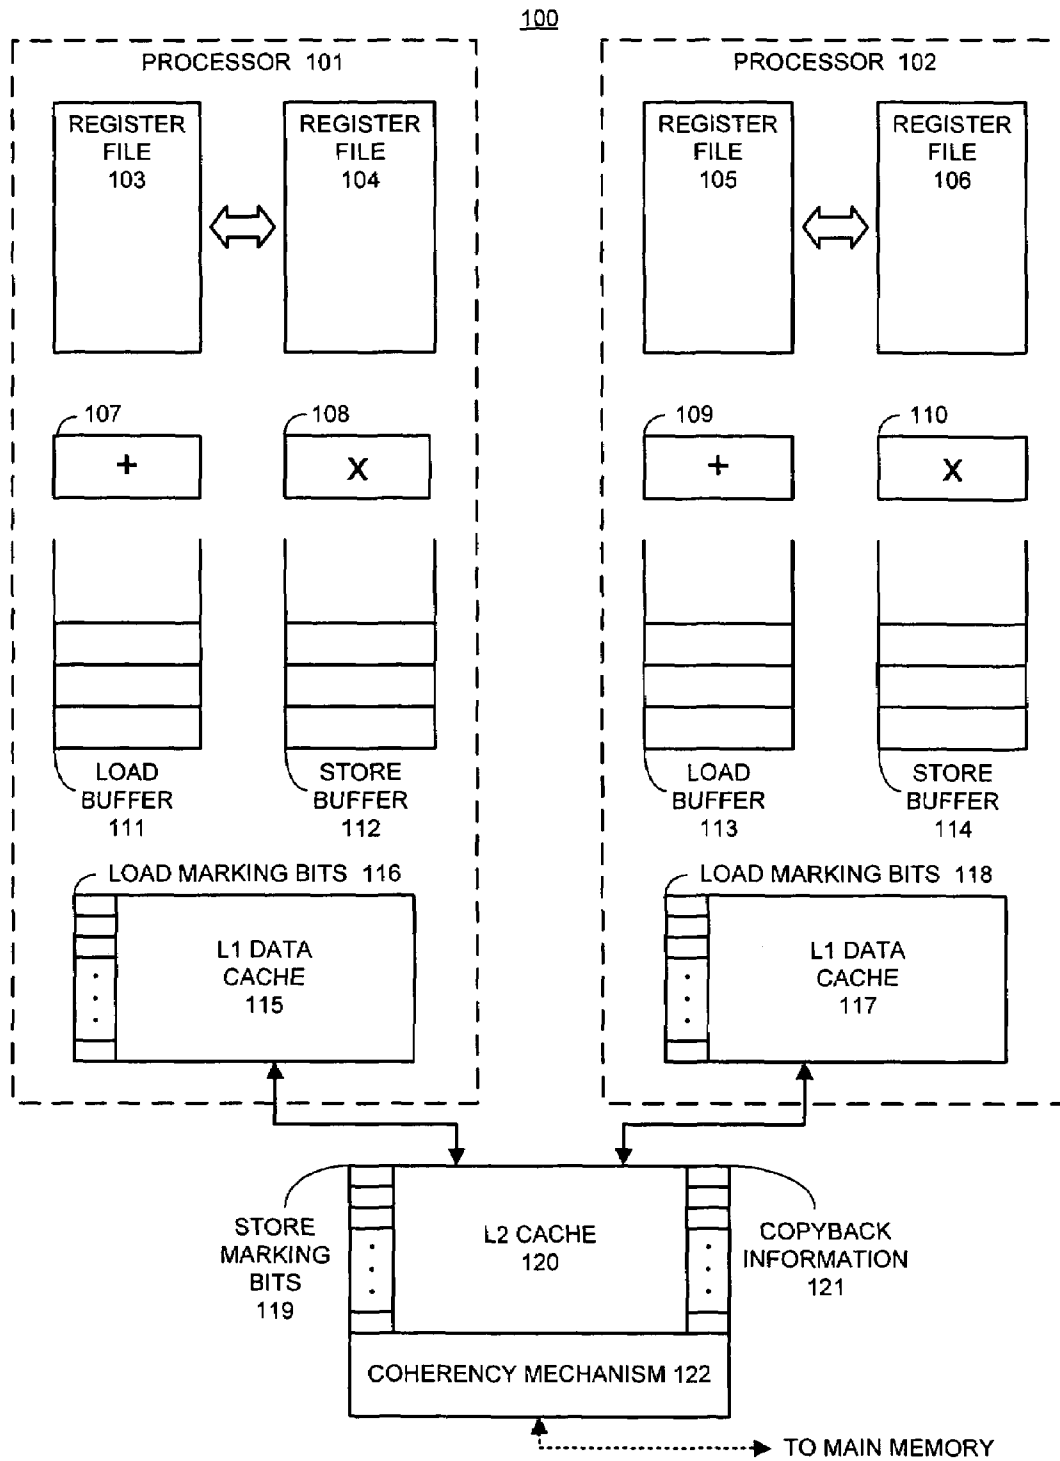 100
PROCESSOR 101
PROCESSOR 102
REGISTER
FILE
103
REGISTER
FILE
104
REGISTER
FILE
105
REGISTER
FILE
106
107
108
109
110
+
X
+
X
LOAD
BUFFER
111
STORE
BUFFER
112
LOAD
BUFFER
113
STORE
BUFFER
114
LOAD MARKING BITS 116
LOAD MARKING BITS 118
L1 DATA
CACHE
115
L1 DATA
CACHE
117
STORE
MARKING
BITS
119
L2 CACHE
120
COPYBACK
INFORMATION
121
COHERENCY MECHANISM 122
TO MAIN MEMORY